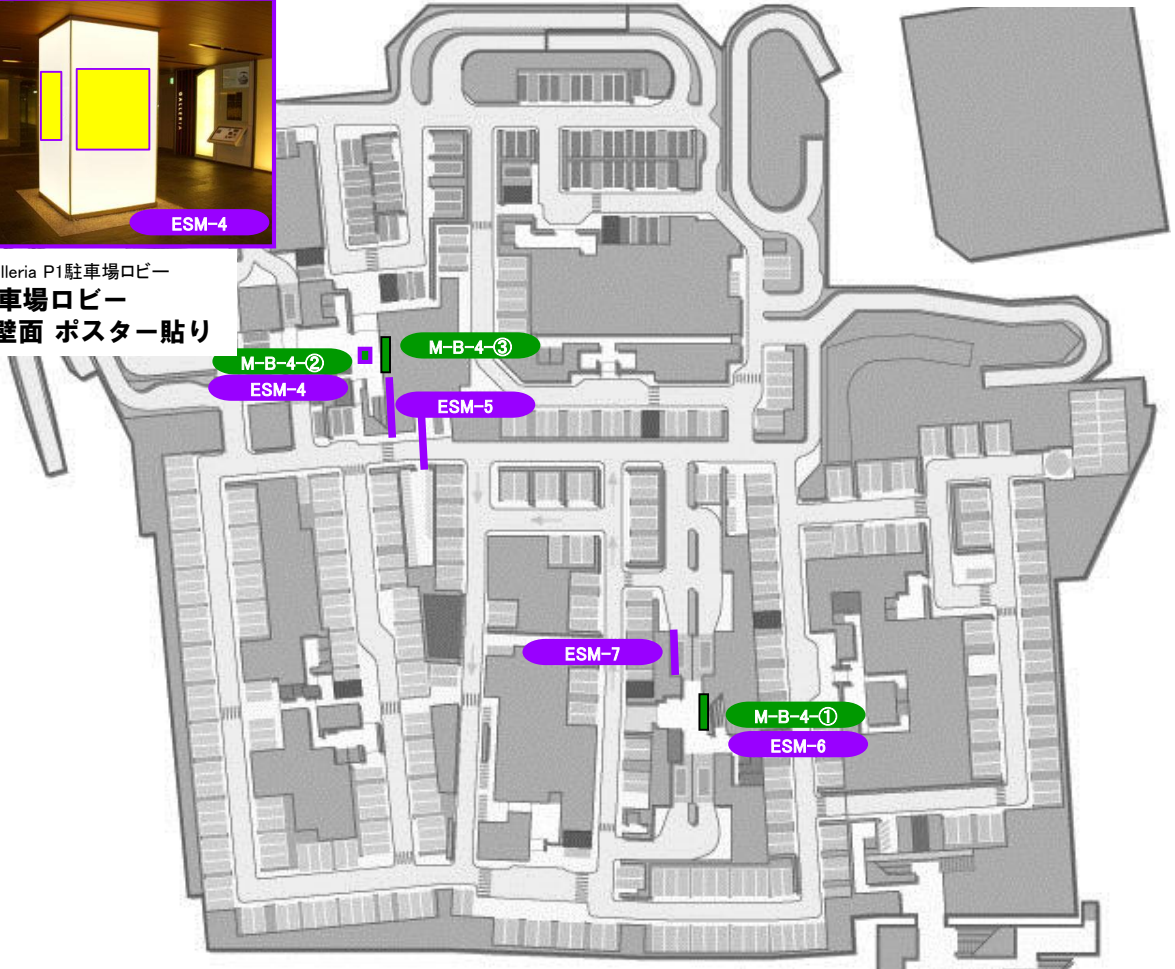 GALLERIA
ESM-4
lleria P1駐車場ロビー
車場ロビー
壁面 ポスター貼り
M-B-4-②
ESM-4
M-B-4-③
ESM-5
ESM-7
M-B-4-①
ESM-6